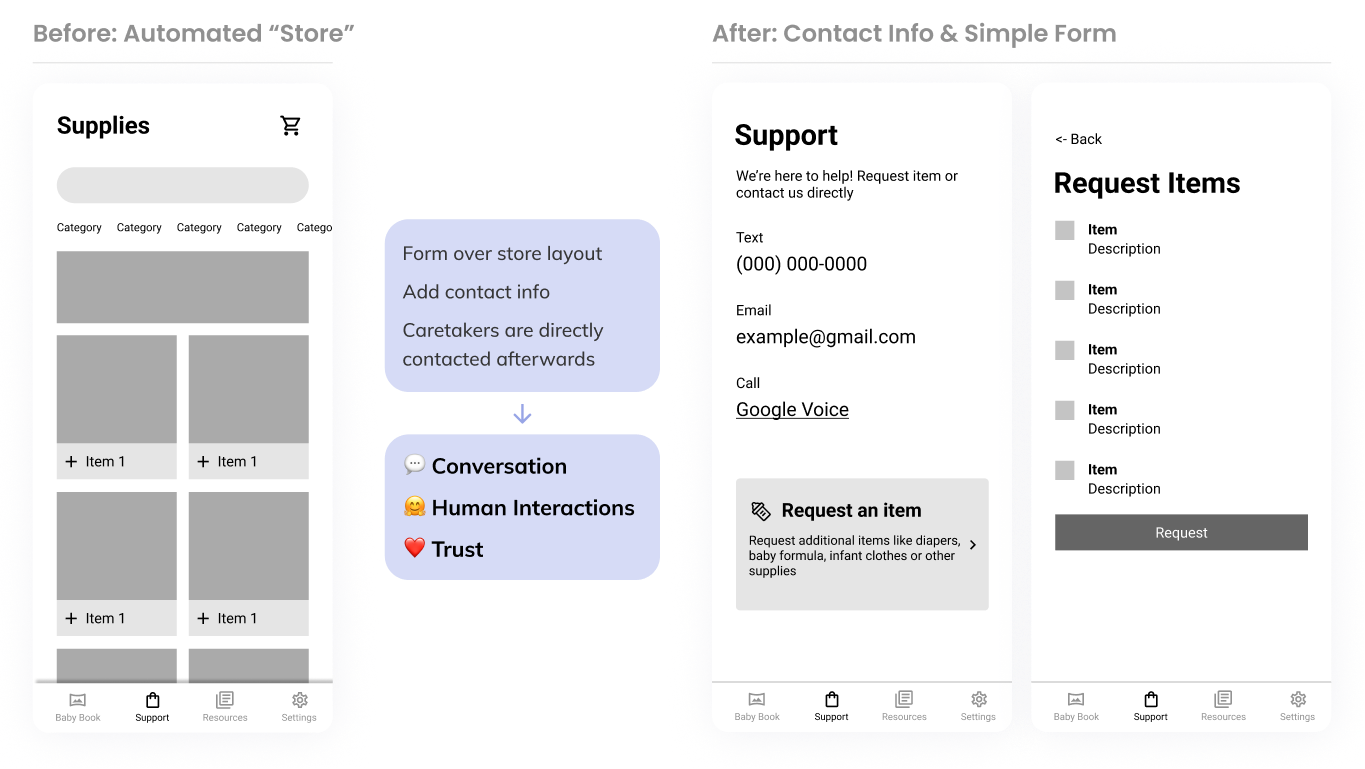 Before: Automated “Store”
Supplies
Category Category Category Category Catego
+ Item 1 + Item 1
+ Item 1 + Item 1
Baby Book Support Resources Settings
Form over store layout
Add contact info
Caretakers are directly
contacted afterwards
💬 Conversation
🤗 Human Interactions
❤️ Trust
After: Contact Info & Simple Form
Support
We’re here to help! Request item or
contact us directly
Text
(000) 000-0000
Email
example@gmail.com
Call
Google Voice
Request an item
Request additional items like diapers,
baby formula, infant clothes or other
supplies
Baby Book Support Resources Settings
<- Back
Request Items
Item
Description
Item
Description
Item
Description
Item
Description
Item
Description
Request
Baby Book Support Resources Settings